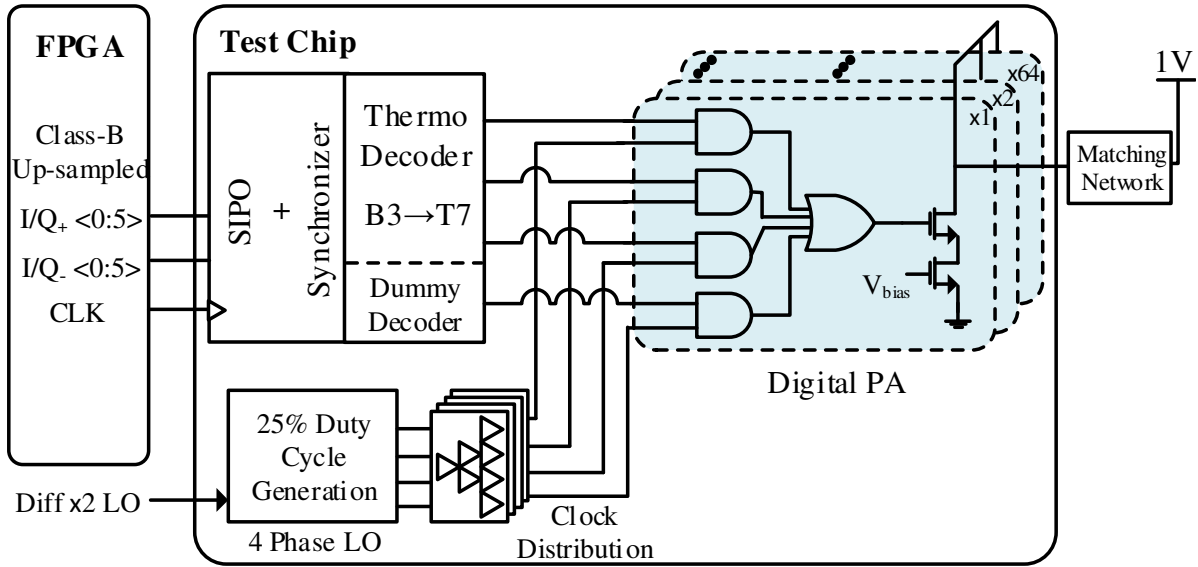 FPGA
Class-B
Up-sampled
I/Q+ <0:5>
I/Q- <0:5>
CLK
Diff x2 LO
Test Chip
SIPO
+
Synchronizer
Thermo
Decoder
B3→T7
Dummy
Decoder
25% Duty
Cycle
Generation
4 Phase LO
Clock
Distribution
x64
x2
x1
Vbias
Digital PA
1V
Matching
Network